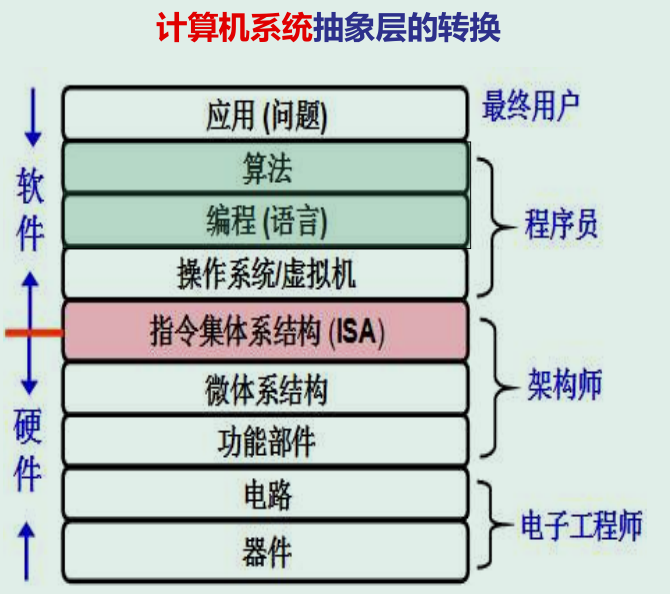 计算机系统抽象层的转换
应用 (问题)
最终用户
算法
编程 (语言)
操作系统/虚拟机
程序员
指令集体系结构 (ISA)
微体系结构
功能部件
架构师
电路
器件
电子工程师
软件
硬件